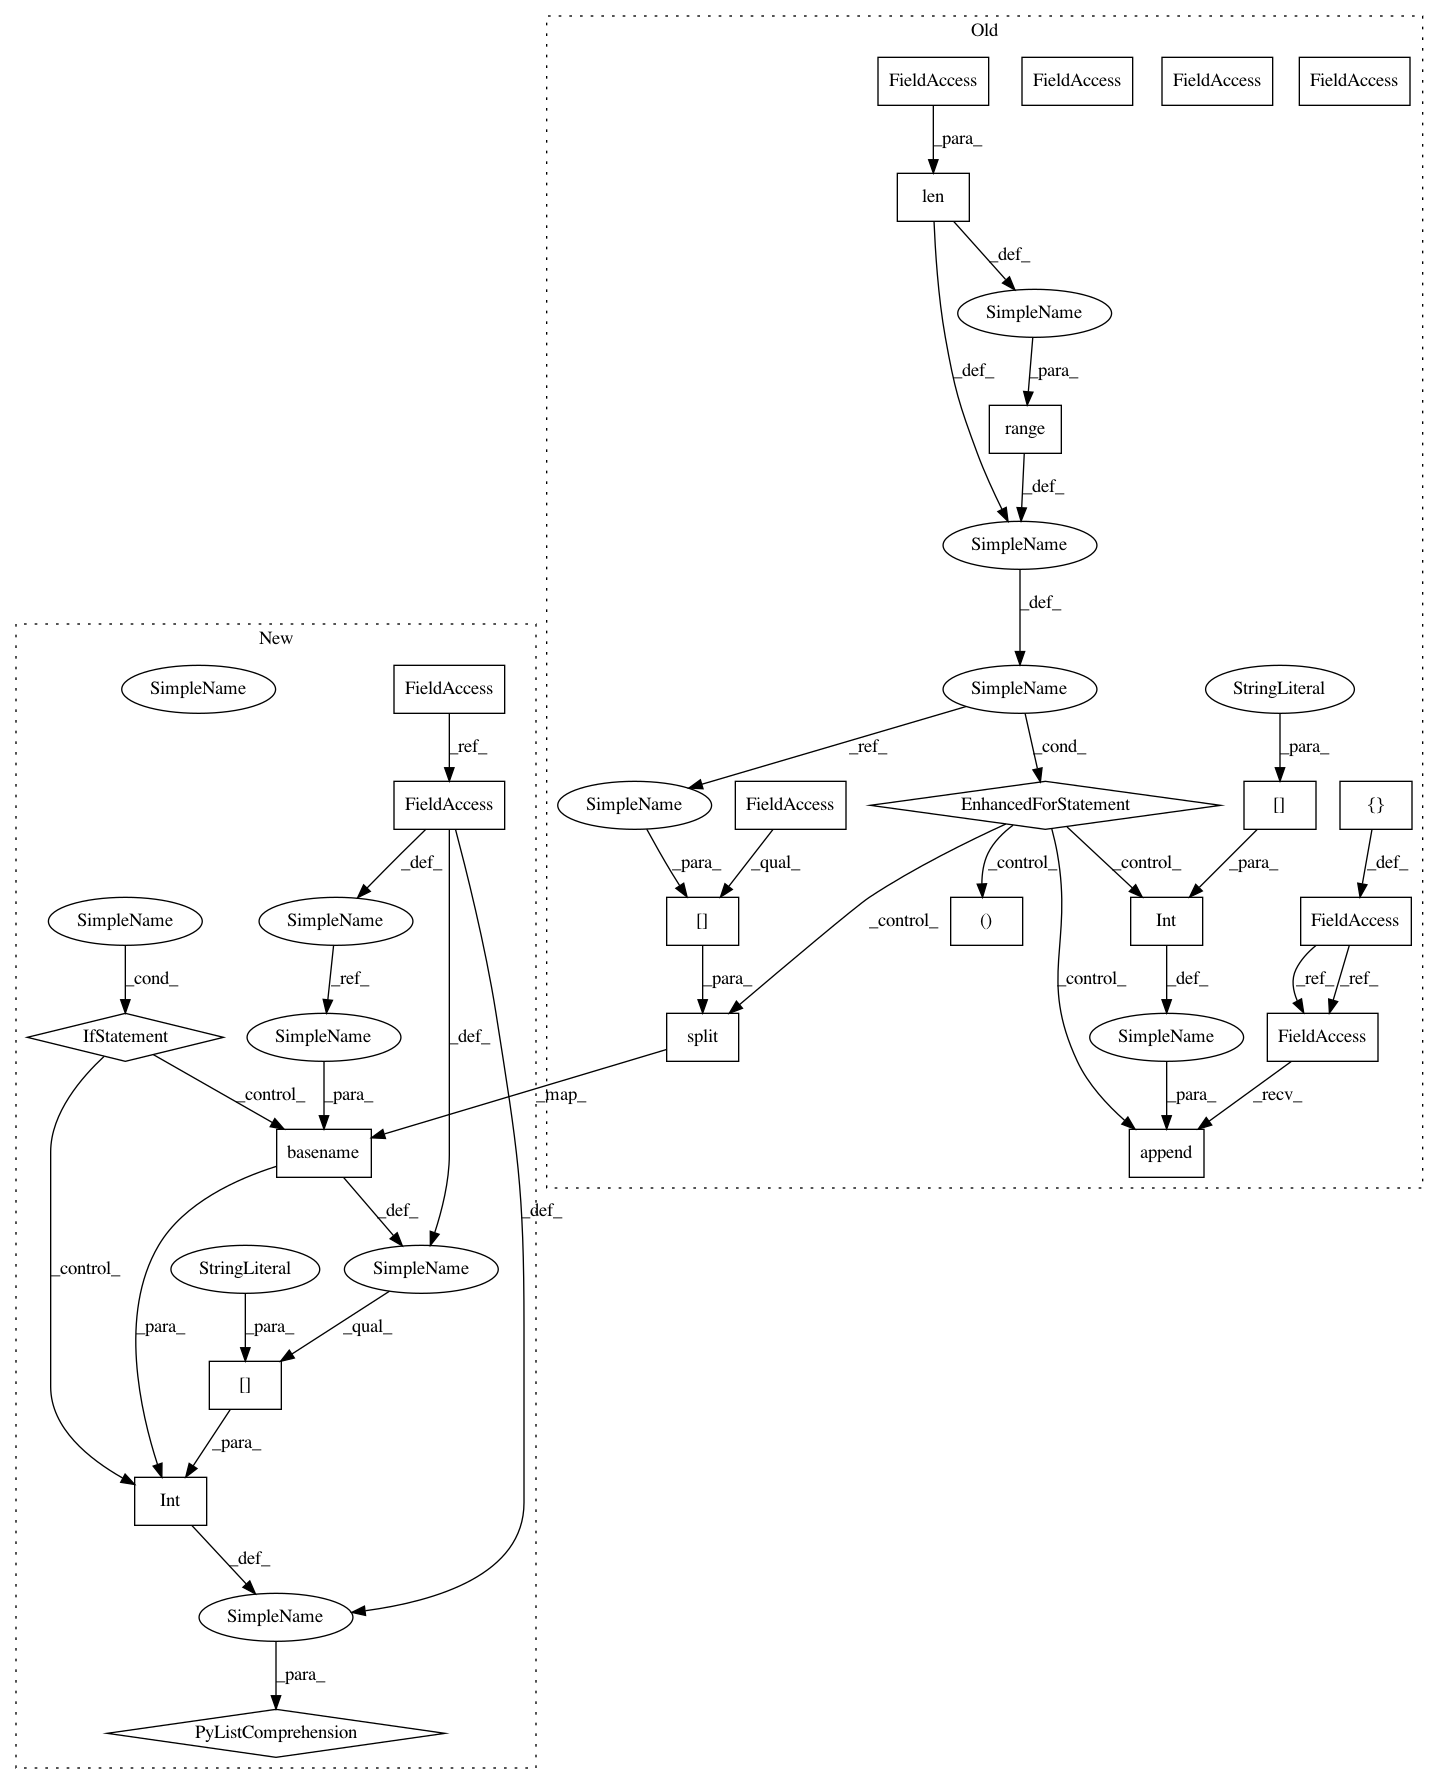 Old
FieldAccess
FieldAccess
FieldAccess
FieldAccess
_para_
len
_def_
SimpleName
_def_
_para_
range
_def_
SimpleName
_def_
New
SimpleName
FieldAccess
SimpleName
StringLiteral
_ref_
_ref_
_cond_
_para_
FieldAccess
SimpleName
FieldAccess
EnhancedForStatement
[]
{}
_def_
_para_
_qual_
_control_
_control_
_para_
_def_
SimpleName
SimpleName
[]
_control_
()
Int
FieldAccess
_cond_
_ref_
_def_
_para_
_control_
_def_
_ref_
_ref_
IfStatement
SimpleName
split
SimpleName
FieldAccess
_control_
_para_
_map_
_para_
_recv_
basename
append
_def_
_def_
_control_
StringLiteral
SimpleName
_para_
_para_
_qual_
[]
_para_
Int
_def_
SimpleName
_para_
PyListComprehension